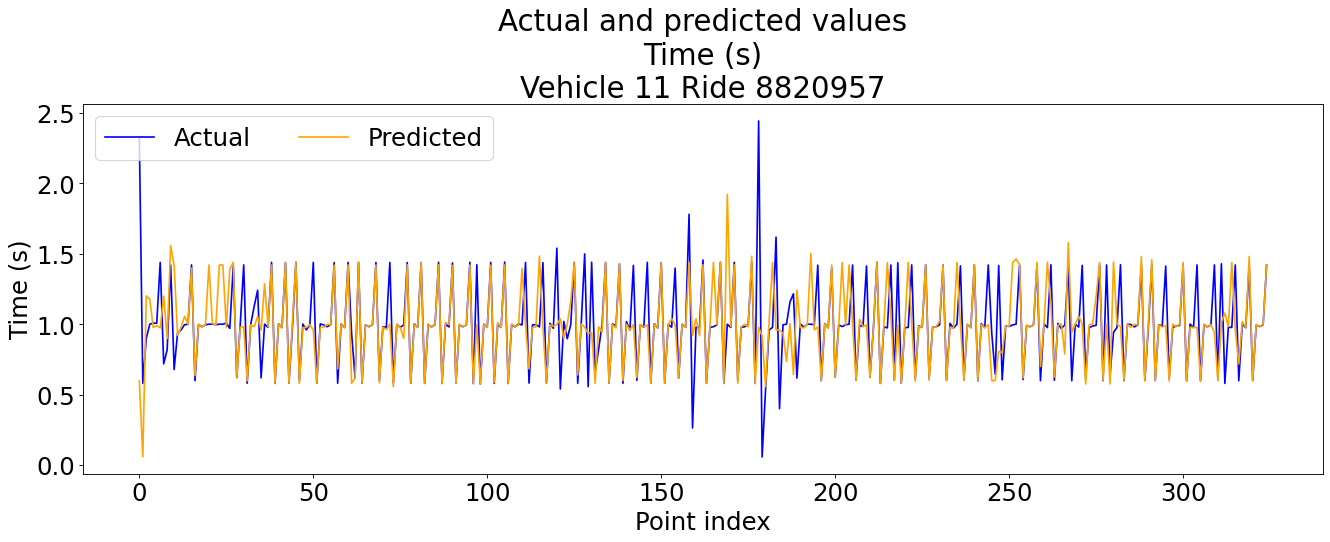 Actual and predicted values
Time (s)
Vehicle 11 Ride 8820957
Actual
Predicted
Time (s)
2.5
2.0
1.5
1.0
0.5
0.0
0 50 100 150 200 250 300
Point index